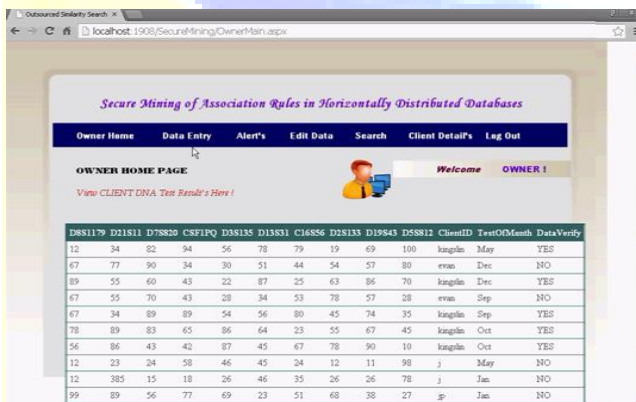 Outsourced Similarity Search
localhost:1908/SecureMining/OwnerMain.aspx
Secure Mining of Association Rules in Horizontally Distributed Databases
Owner Home Data Entry Alert's Edit Data Search Client Detail's Log Out
OWNER HOME PAGE
Welcome OWNER !
View CLIENT DNA Test Result's Here !
D8S1179 D21S11 D7S820 CSF1PQ D3S135 D13S31 C16S56 D2S133 D19S43 D5S812 ClientID TestOfMonth DataVerify
12 34 82 94 56 78 79 19 69 100 kingslin May YES
67 77 90 34 30 51 44 54 57 80 evan Dec NO
89 55 60 43 22 87 25 63 86 70 kingslin Dec YES
67 55 70 43 28 34 53 78 57 28 evan Sep NO
67 34 89 89 54 56 80 45 74 35 kingslin Sep YES
78 89 83 65 86 64 23 55 67 45 kingslin Oct YES
56 86 43 42 87 45 67 78 90 10 kingslin Oct YES
12 23 24 58 46 45 24 12 11 98 j May NO
12 385 15 18 26 46 35 26 26 78 j Jan NO
99 89 56 77 69 23 51 68 38 27 jp Jan NO